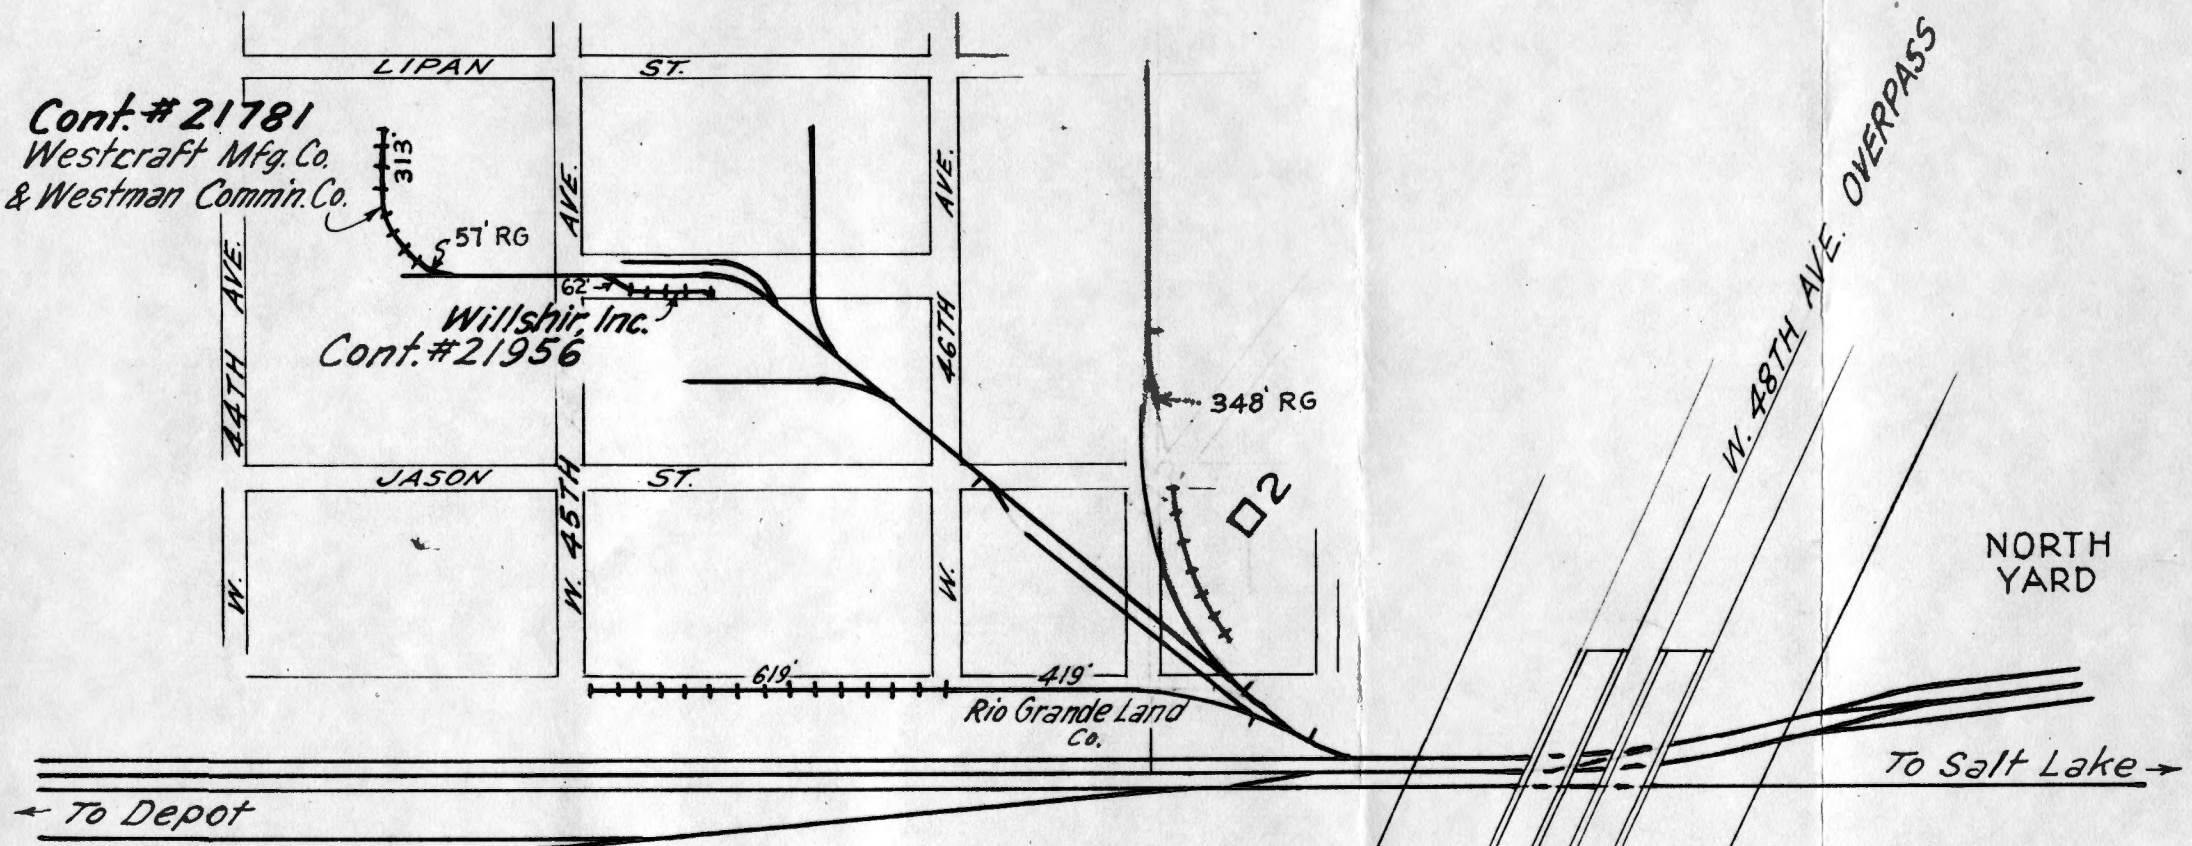 LIPAN ST.
Cont. # 21781
Westcraft Mfg. Co.
& Westman Comm'n. Co.
313'
57' RG
62'
Willshir, Inc.
Cont. #21956
W. 44TH AVE.
W. 45TH AVE.
W. 46TH AVE.
348' RG
JASON ST.
2
W. 48TH AVE. OVERPASS
NORTH
YARD
619'
419'
Rio Grande Land
Co.
To Salt Lake →
← To Depot